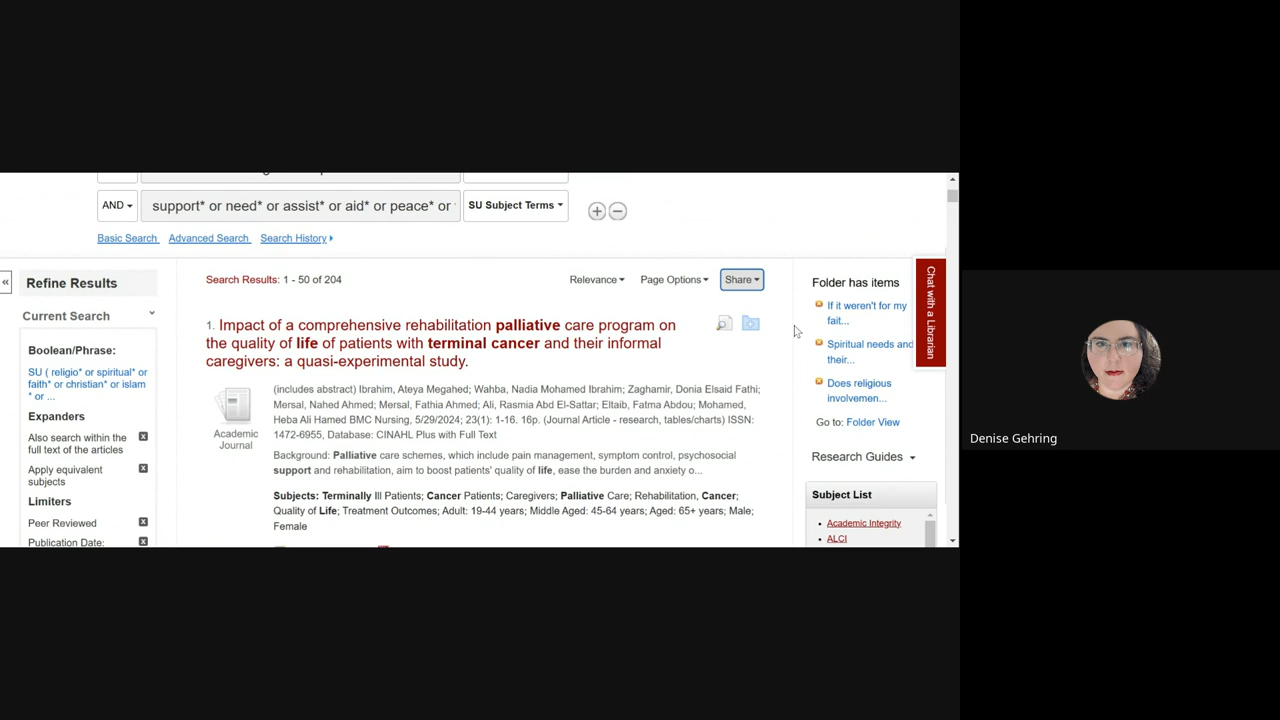 AND
support* or need* or assist* or aid* or peace* or
SU Subject Terms
Basic Search
Advanced Search
Search History
«
Refine Results
Current Search
Boolean/Phrase:
SU ( religio* or spiritual* or
faith* or christian* or islam
* or ...
Expanders
Also search within the
full text of the articles
Apply equivalent
subjects
Limiters
Peer Reviewed
Publication Date:
Search Results: 1 - 50 of 204
Relevance
Page Options
Share
1. Impact of a comprehensive rehabilitation palliative care program on
the quality of life of patients with terminal cancer and their informal
caregivers: a quasi-experimental study.
Academic
Journal
(includes abstract) Ibrahim, Ateya Megahed; Wahba, Nadia Mohamed Ibrahim; Zaghamir, Donia Elsaid Fathi;
Mersal, Nahed Ahmed; Mersal, Fathia Ahmed; Ali, Rasmia Abd El-Sattar; Eltaib, Fatma Abdou; Mohamed,
Heba Ali Hamed BMC Nursing, 5/29/2024; 23(1): 1-16. 16p. (Journal Article - research, tables/charts) ISSN:
1472-6955, Database: CINAHL Plus with Full Text
Background: Palliative care schemes, which include pain management, symptom control, psychosocial
support and rehabilitation, aim to boost patients' quality of life, ease the burden and anxiety o...
Subjects: Terminally Ill Patients; Cancer Patients; Caregivers; Palliative Care; Rehabilitation, Cancer;
Quality of Life; Treatment Outcomes; Adult: 19-44 years; Middle Aged: 45-64 years; Aged: 65+ years; Male;
Female
Folder has items
If it weren't for my
fait...
Spiritual needs and
their...
Does religious
involvemen...
Go to: Folder View
Research Guides
Subject List
Academic Integrity
ALCI
Chat with a Librarian
Denise Gehring